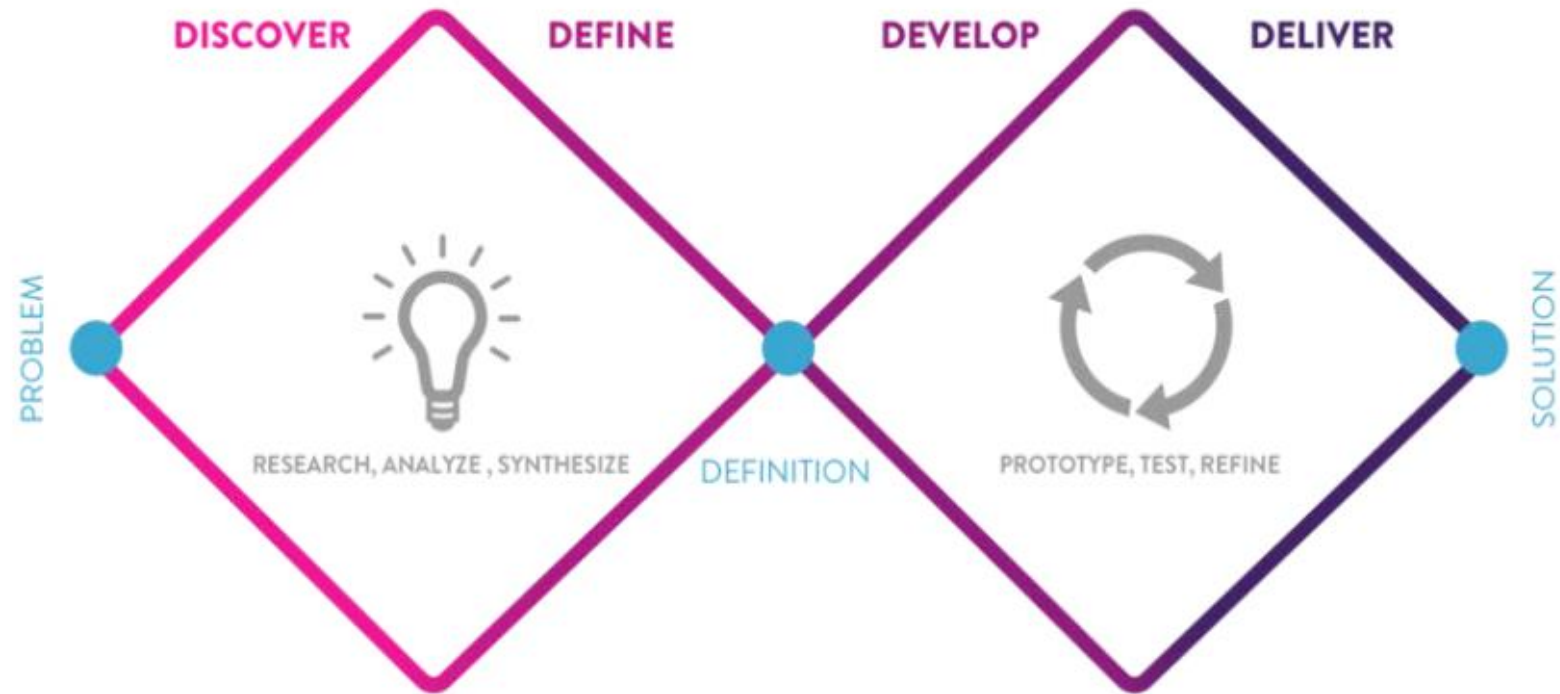 DISCOVER
DEFINE
DEVELOP
DELIVER
PROBLEM
RESEARCH, ANALYZE , SYNTHESIZE
DEFINITION
PROTOTYPE, TEST, REFINE
SOLUTION